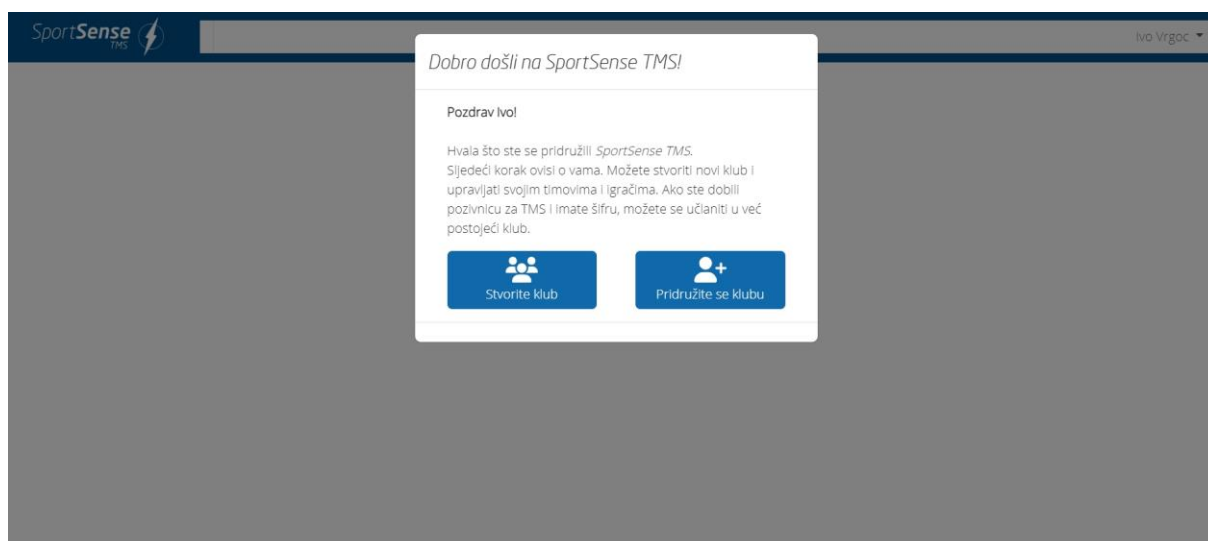 SportSense
TMS
Ivo Vrgoc
Dobro došli na SportSense TMS!
Pozdrav Ivo!
Hvala što ste se pridružili SportSense TMS.
Sljedeći korak ovisi o vama. Možete stvoriti novi klub i
upravljati svojim timovima i igračima. Ako ste dobili
pozivnicu za TMS i imate šifru, možete se učlaniti u već
postojeći klub.
Stvorite klub
Pridružite se klubu